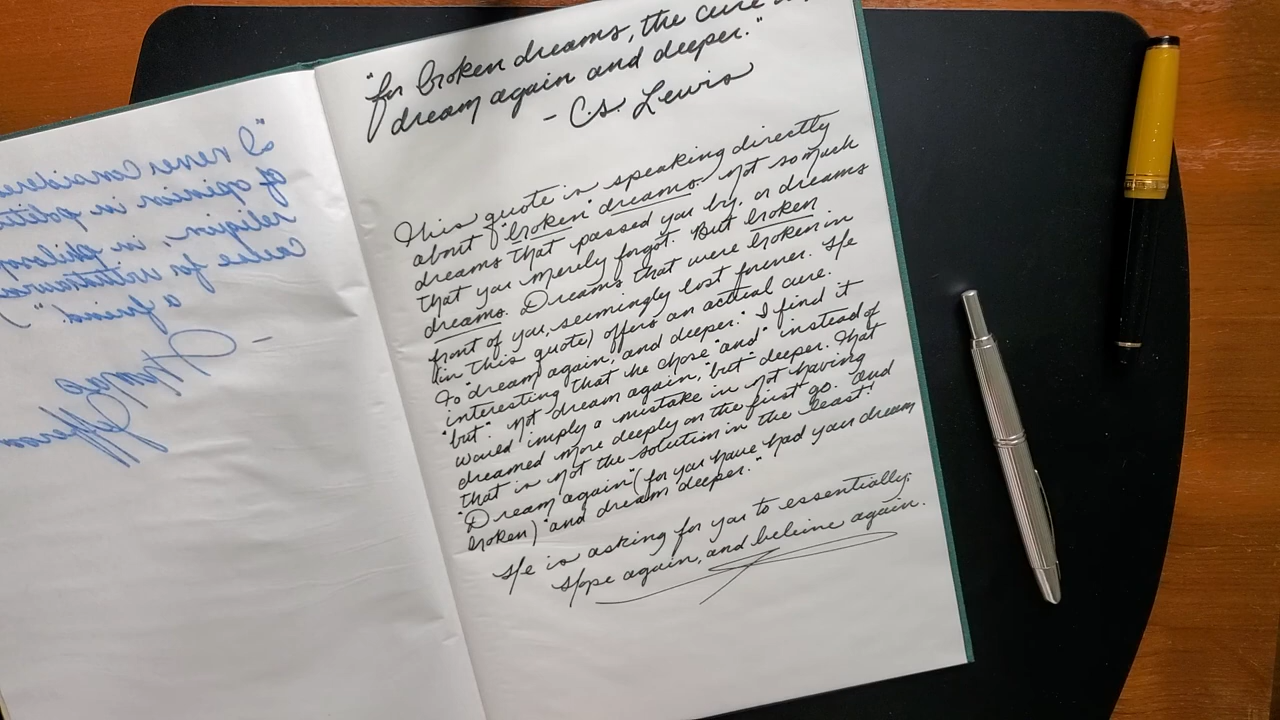 "I never
of opinion in
religion, in
Cause for
a friend."
- Thomas
"for broken dreams, the cure
dream again and deeper."
- C.S. Lewis
This quote is speaking directly
about "broken" dreams. not so much
dreams that passed you by, or dreams
that you merely forgot. But broken
dreams. Dreams that were broken in
front of you, seemingly lost forever. He
(in this quote) offers an actual cure.
To "dream again, and deeper." I find it
interesting that he chose "and" instead of
"but". Not dream again, "but" deeper. That
would imply a mistake in not having
dreamed more deeply on the first go. And
that is not the solution in the least!
"Dream again" (for you have had your dream
broken) "and dream deeper."
He is asking for you to essentially:
Hope again, and believe again.